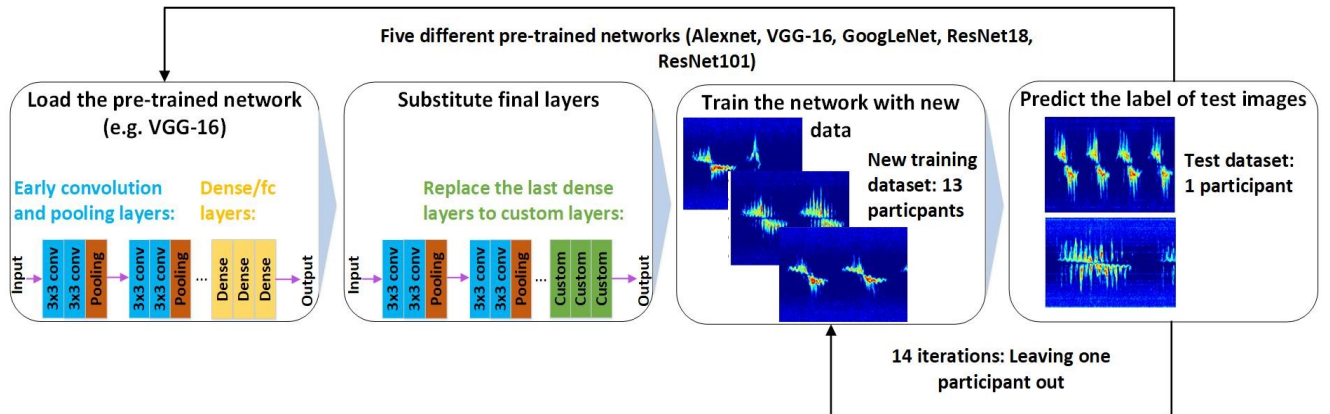 Five different pre-trained networks (Alexnet, VGG-16, GoogLeNet, ResNet18,
ResNet101)
Load the pre-trained network
(e.g. VGG-16)
Early convolution
and pooling layers:
Dense/fc
layers:
Input
3x3 conv
3x3 conv
Pooling
3x3 conv
3x3 conv
Pooling
...
Dense
Dense
Dense
Output
Substitute final layers
Replace the last dense
layers to custom layers:
Input
3x3 conv
3x3 conv
Pooling
3x3 conv
3x3 conv
Pooling
...
Custom
Custom
Custom
Output
Train the network with new
data
New training
dataset: 13
particpants
Predict the label of test images
Test dataset:
1 participant
14 iterations: Leaving one
participant out